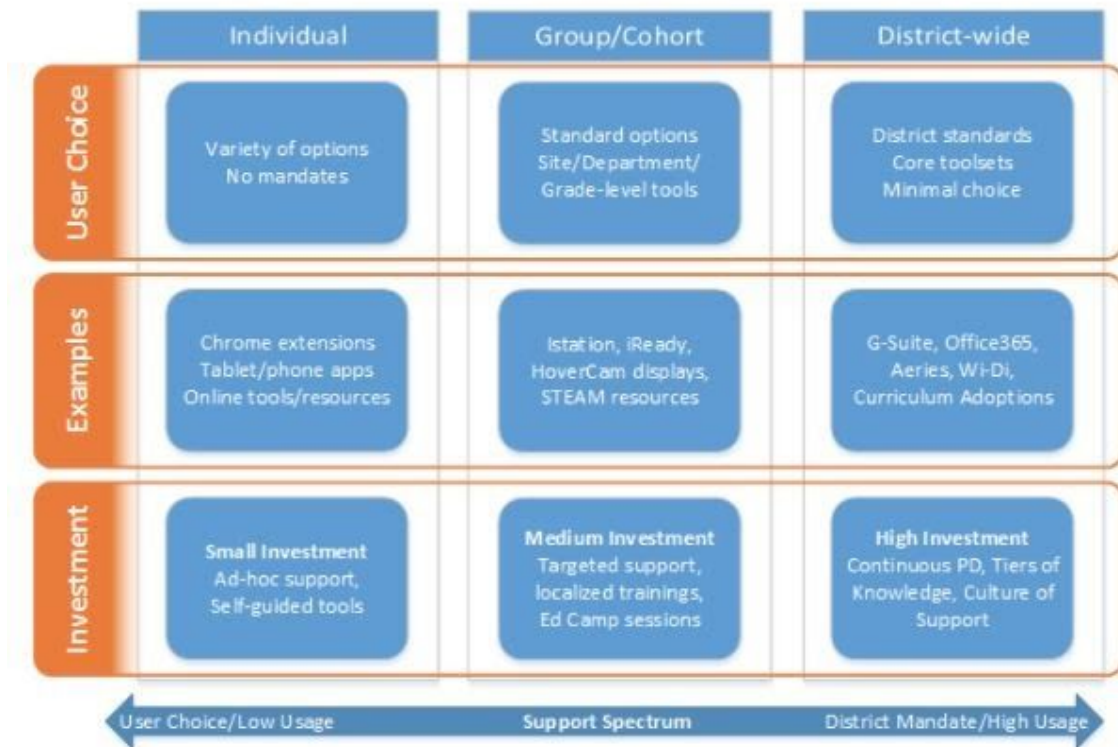 Individual
Group/Cohort
District-wide
User Choice
Variety of options
No mandates
Standard options
Site/Department/
Grade-level tools
District standards
Core toolsets
Minimal choice
Examples
Chrome extensions
Tablet/phone apps
Online tools/resources
Istation, iReady,
HoverCam displays,
STEAM resources
G-Suite, Office365,
Aeries, Wi-Di,
Curriculum Adoptions
Investment
Small Investment
Ad-hoc support,
Self-guided tools
Medium Investment
Targeted support,
localized trainings,
Ed Camp sessions
High Investment
Continuous PD, Tiers of
Knowledge, Culture of
Support
User Choice/Low Usage
Support Spectrum
District Mandate/High Usage